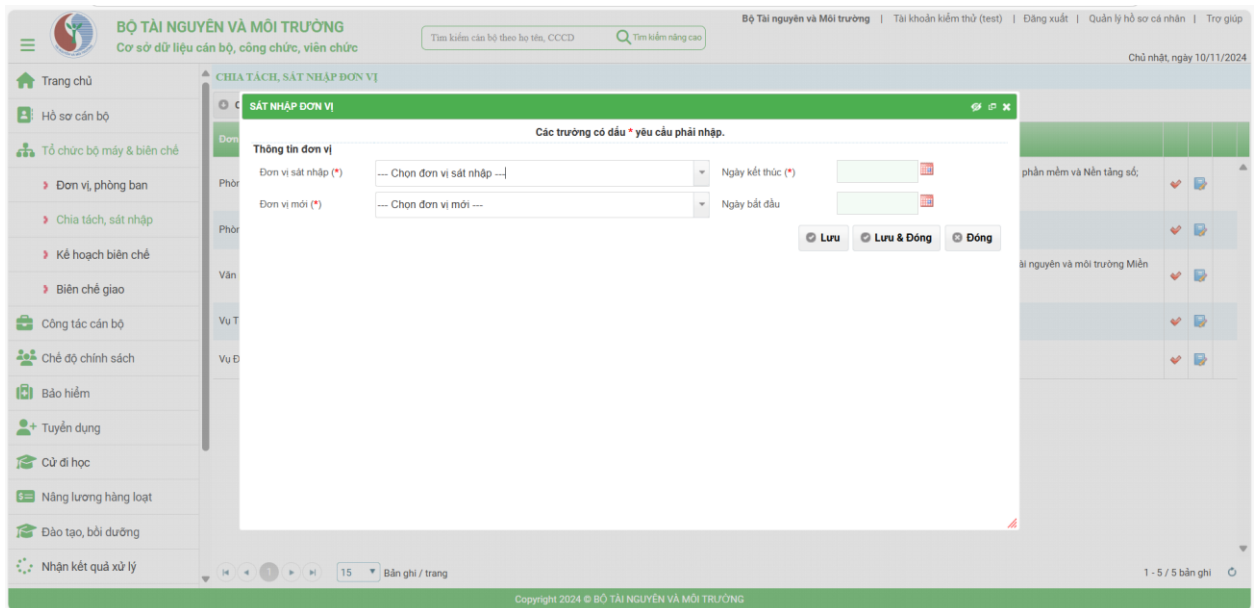 BỘ TÀI NGUYÊN VÀ MÔI TRƯỜNG
Cơ sở dữ liệu cán bộ, công chức, viên chức
Tìm kiếm cán bộ theo họ tên, CCCD
Tìm kiếm nâng cao
Bộ Tài nguyên và Môi trường | Tài khoản kiểm thử (test) | Đăng xuất | Quản lý hồ sơ cá nhân | Trợ giúp
Chủ nhật, ngày 10/11/2024
Trang chủ
Hồ sơ cán bộ
Tổ chức bộ máy & biên chế
Đơn vị, phòng ban
Chia tách, sát nhập
Kế hoạch biên chế
Biên chế giao
Công tác cán bộ
Chế độ chính sách
Bảo hiểm
Tuyển dụng
Cử đi học
Nâng lương hàng loạt
Đào tạo, bồi dưỡng
Nhận kết quả xử lý
CHIA TÁCH, SÁT NHẬP ĐƠN VỊ
SÁT NHẬP ĐƠN VỊ
Các trường có dấu * yêu cầu phải nhập.
Thông tin đơn vị
Đơn vị sát nhập (*) --- Chọn đơn vị sát nhập --- Ngày kết thúc (*)
Đơn vị mới (*) --- Chọn đơn vị mới --- Ngày bắt đầu
Lưu Lưu & Đóng Đóng
Đơn
Phòn phần mềm và Nền tảng số;
Phòn
Văn ài nguyên và môi trường Miền
Vụ T
Vụ Đ
1 15 Bản ghi / trang 1 - 5 / 5 bản ghi
Copyright 2024 © BỘ TÀI NGUYÊN VÀ MÔI TRƯỜNG